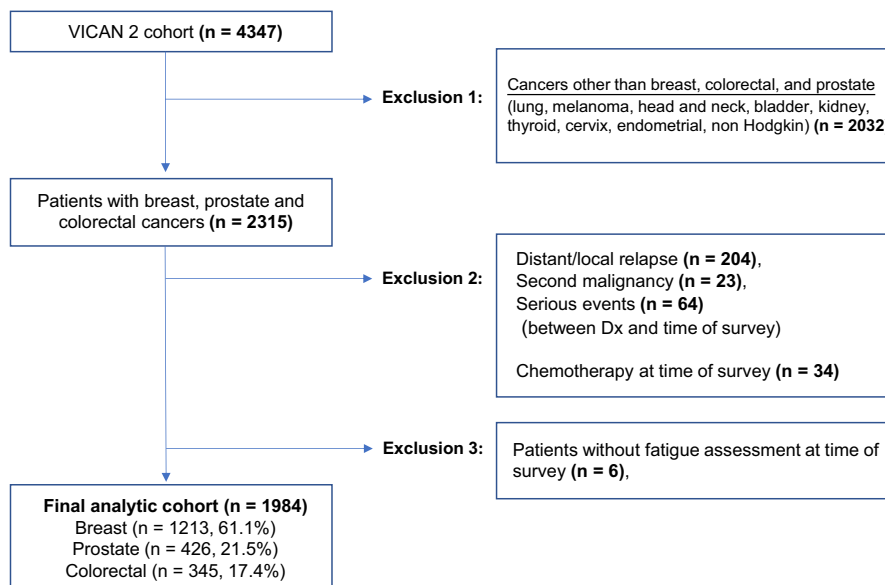 VICAN 2 cohort (n = 4347)
Exclusion 1:
Cancers other than breast, colorectal, and prostate
(lung, melanoma, head and neck, bladder, kidney,
thyroid, cervix, endometrial, non Hodgkin) (n = 2032
Patients with breast, prostate and
colorectal cancers (n = 2315)
Exclusion 2:
Distant/local relapse (n = 204),
Second malignancy (n = 23),
Serious events (n = 64)
(between Dx and time of survey)
Chemotherapy at time of survey (n = 34)
Exclusion 3:
Patients without fatigue assessment at time of
survey (n = 6),
Final analytic cohort (n = 1984)
Breast (n = 1213, 61.1%)
Prostate (n = 426, 21.5%)
Colorectal (n = 345, 17.4%)